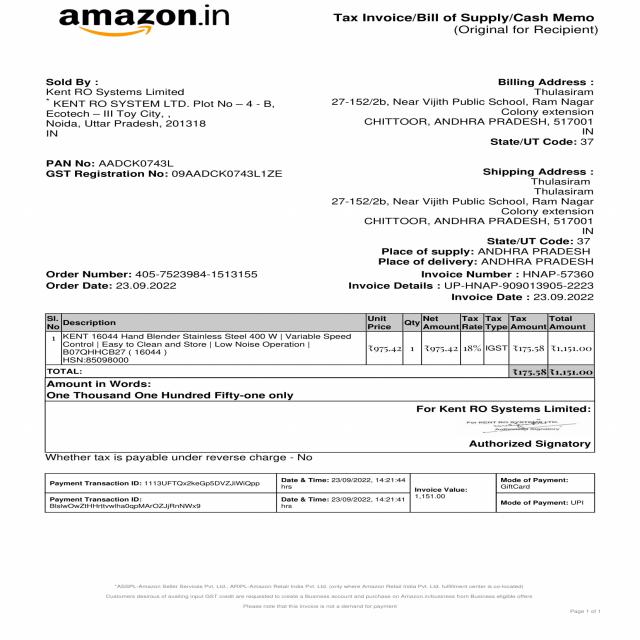 amazon.in
Tax Invoice/Bill of Supply/Cash Memo
(Original for Recipient)
Sold By :
Kent RO Systems Limited
* KENT RO SYSTEM LTD. Plot No – 4 - B,
Ecotech – III Toy City, ,
Noida, Uttar Pradesh, 201318
IN
Billing Address :
Thulasiram
27-152/2b, Near Vijith Public School, Ram Nagar
Colony extension
CHITTOOR, ANDHRA PRADESH, 517001
IN
State/UT Code: 37
PAN No: AADCK0743L
GST Registration No: 09AADCK0743L1ZE
Shipping Address :
Thulasiram
Thulasiram
27-152/2b, Near Vijith Public School, Ram Nagar
Colony extension
CHITTOOR, ANDHRA PRADESH, 517001
IN
State/UT Code: 37
Place of supply: ANDHRA PRADESH
Place of delivery: ANDHRA PRADESH
Order Number: 405-7523984-1513155
Order Date: 23.09.2022
Invoice Number : HNAP-57360
Invoice Details : UP-HNAP-909013905-2223
Invoice Date : 23.09.2022
Sl. No Description Unit Price Qty Net Amount Tax Rate Tax Type Tax Amount Total Amount
1 KENT 16044 Hand Blender Stainless Steel 400 W | Variable Speed
Control | Easy to Clean and Store | Low Noise Operation |
B07QHHCB27 ( 16044 )
HSN:85098000
₹975.42 1 ₹975.42 18% IGST ₹175.58 ₹1,151.00
TOTAL: ₹175.58 ₹1,151.00
Amount in Words:
One Thousand One Hundred Fifty-one only
For Kent RO Systems Limited:
Authorized Signatory
Whether tax is payable under reverse charge - No
Payment Transaction ID: 1113UFTQx2keGp5DVZJiWiQpp
Date & Time: 23/09/2022, 14:21:44
hrs
Invoice Value:
1,151.00
Mode of Payment:
GiftCard
Payment Transaction ID:
BlslwOwZtHHrttvwlha0qpMArOZJjRnNWx9
Date & Time: 23/09/2022, 14:21:41
hrs
Mode of Payment: UPI
*ASSPL-Amazon Seller Services Pvt. Ltd., ARIPL-Amazon Retail India Pvt. Ltd. (only where Amazon Retail India Pvt. Ltd. fulfillment center is co-located)
Customers desirous of availing input GST credit are requested to create a Business account and purchase on Amazon.in/business from Business eligible offers
Please note that this invoice is not a demand for payment
Page 1 of 1